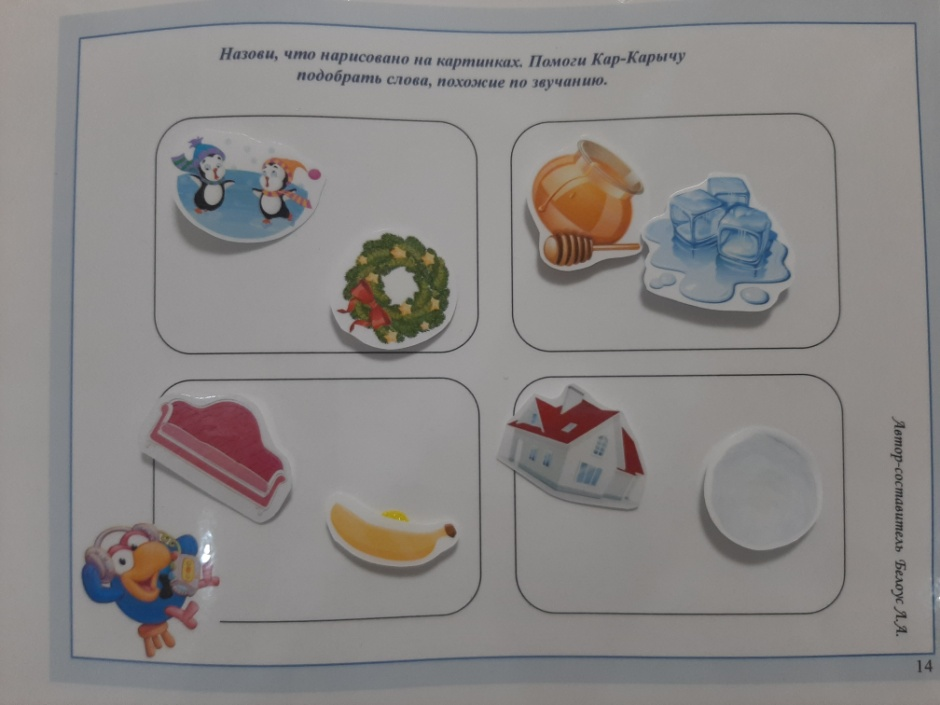 Назови, что нарисовано на картинках. Помоги Кар-Карычу
подобрать слова, похожие по звучанию.
Автор-составитель Белоус Л.А.
14